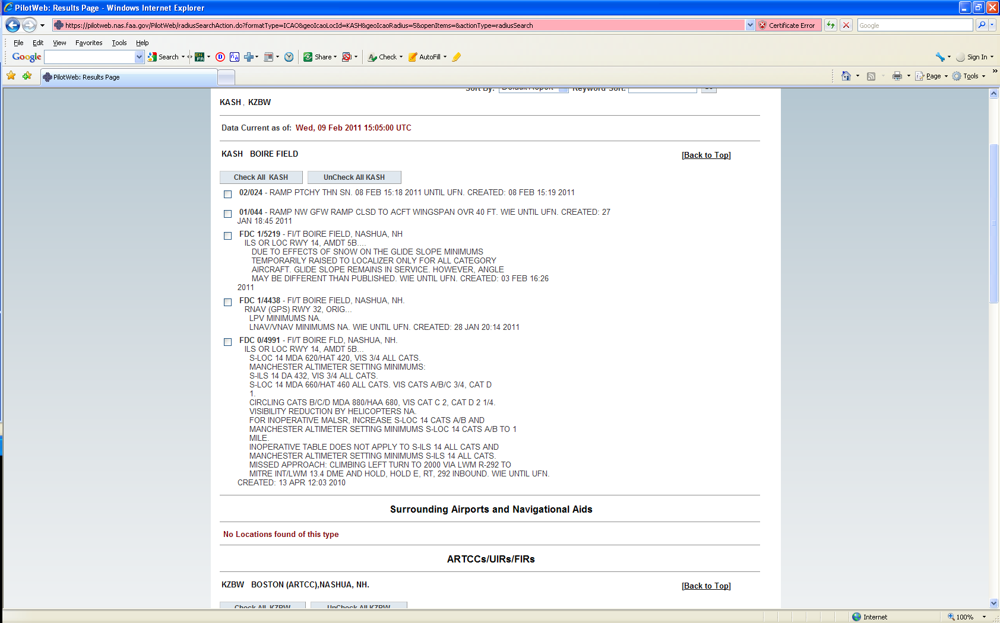 PilotWeb: Results Page - Windows Internet Explorer
https://pilotweb.nas.faa.gov/PilotWeb/radiusSearchAction.do?formatType=ICAO&geoIcaoLocId=KASH&geoIcaoRadius=5&openItems=&actionType=radiusSearch
Certificate Error
Google
File Edit View Favorites Tools Help
Google Search EN FR Share Check AutoFill Sign In
PilotWeb: Results Page
Page Tools
Sort By: Default Report Keyword Sort:
KASH , KZBW
Data Current as of: Wed, 09 Feb 2011 15:05:00 UTC
KASH BOIRE FIELD
[Back to Top]
Check All KASH UnCheck All KASH
02/024 - RAMP PTCHY THN SN. 08 FEB 15:18 2011 UNTIL UFN. CREATED: 08 FEB 15:19 2011
01/044 - RAMP NW GFW RAMP CLSD TO ACFT WINGSPAN OVR 40 FT. WIE UNTIL UFN. CREATED: 27
JAN 18:45 2011
FDC 1/5219 - FI/T BOIRE FIELD, NASHUA, NH
ILS OR LOC RWY 14, AMDT 5B....
DUE TO EFFECTS OF SNOW ON THE GLIDE SLOPE MINIMUMS
TEMPORARILY RAISED TO LOCALIZER ONLY FOR ALL CATEGORY
AIRCRAFT. GLIDE SLOPE REMAINS IN SERVICE. HOWEVER, ANGLE
MAY BE DIFFERENT THAN PUBLISHED. WIE UNTIL UFN. CREATED: 03 FEB 16:26
2011
FDC 1/4438 - FI/T BOIRE FIELD, NASHUA, NH.
RNAV (GPS) RWY 32, ORIG...
LPV MINIMUMS NA.
LNAV/VNAV MINIMUMS NA. WIE UNTIL UFN. CREATED: 28 JAN 20:14 2011
FDC 0/4991 - FI/T BOIRE FLD, NASHUA, NH.
ILS OR LOC RWY 14, AMDT 5B...
S-LOC 14 MDA 620/HAT 420, VIS 3/4 ALL CATS.
MANCHESTER ALTIMETER SETTING MINIMUMS:
S-ILS 14 DA 432, VIS 3/4 ALL CATS.
S-LOC 14 MDA 660/HAT 460 ALL CATS. VIS CATS A/B/C 3/4, CAT D
1.
CIRCLING CATS B/C/D MDA 880/HAA 680, VIS CAT C 2, CAT D 2 1/4.
VISIBILITY REDUCTION BY HELICOPTERS NA.
FOR INOPERATIVE MALSR, INCREASE S-LOC 14 CATS A/B AND
MANCHESTER ALTIMETER SETTING MINIMUMS S-LOC 14 CATS A/B TO 1
MILE.
INOPERATIVE TABLE DOES NOT APPLY TO S-ILS 14 ALL CATS AND
MANCHESTER ALTIMETER SETTING MINIMUMS S-ILS 14 ALL CATS.
MISSED APPROACH: CLIMBING LEFT TURN TO 2000 VIA LWM R-292 TO
MITRE INT/LWM 13.4 DME AND HOLD, HOLD E, RT, 292 INBOUND. WIE UNTIL UFN.
CREATED: 13 APR 12:03 2010
Surrounding Airports and Navigational Aids
No Locations found of this type
ARTCCs/UIRs/FIRs
KZBW BOSTON (ARTCC),NASHUA, NH.
[Back to Top]
Check All KZBW UnCheck All KZBW
Internet 100%